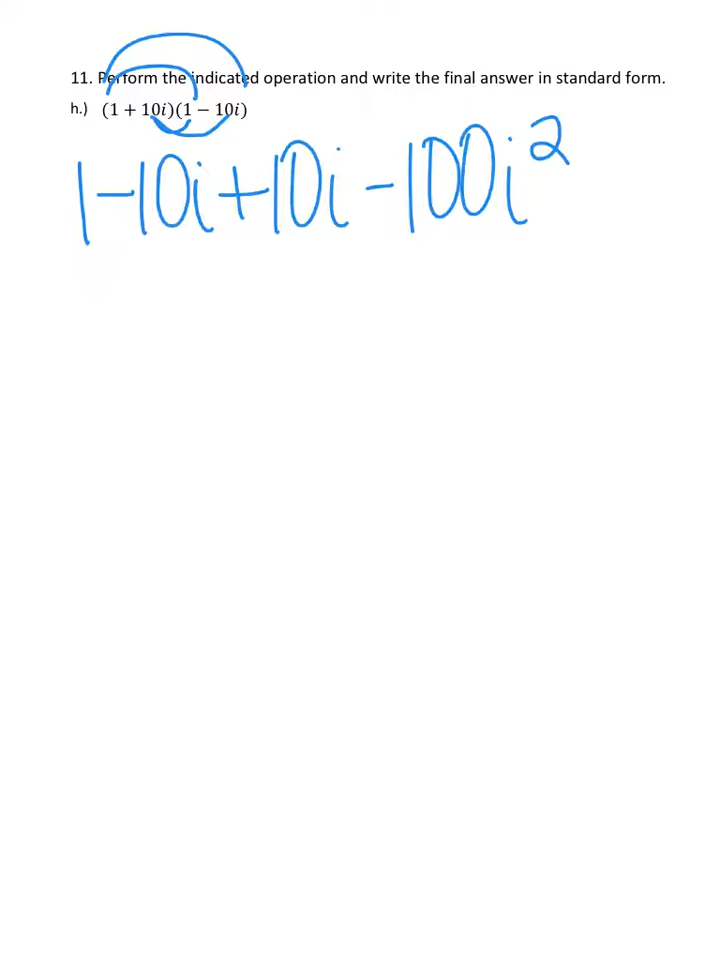 11. Perform the indicated operation and write the final answer in standard form.
h.) (1 + 10i)(1 − 10i)
1-10i+10i-100i²